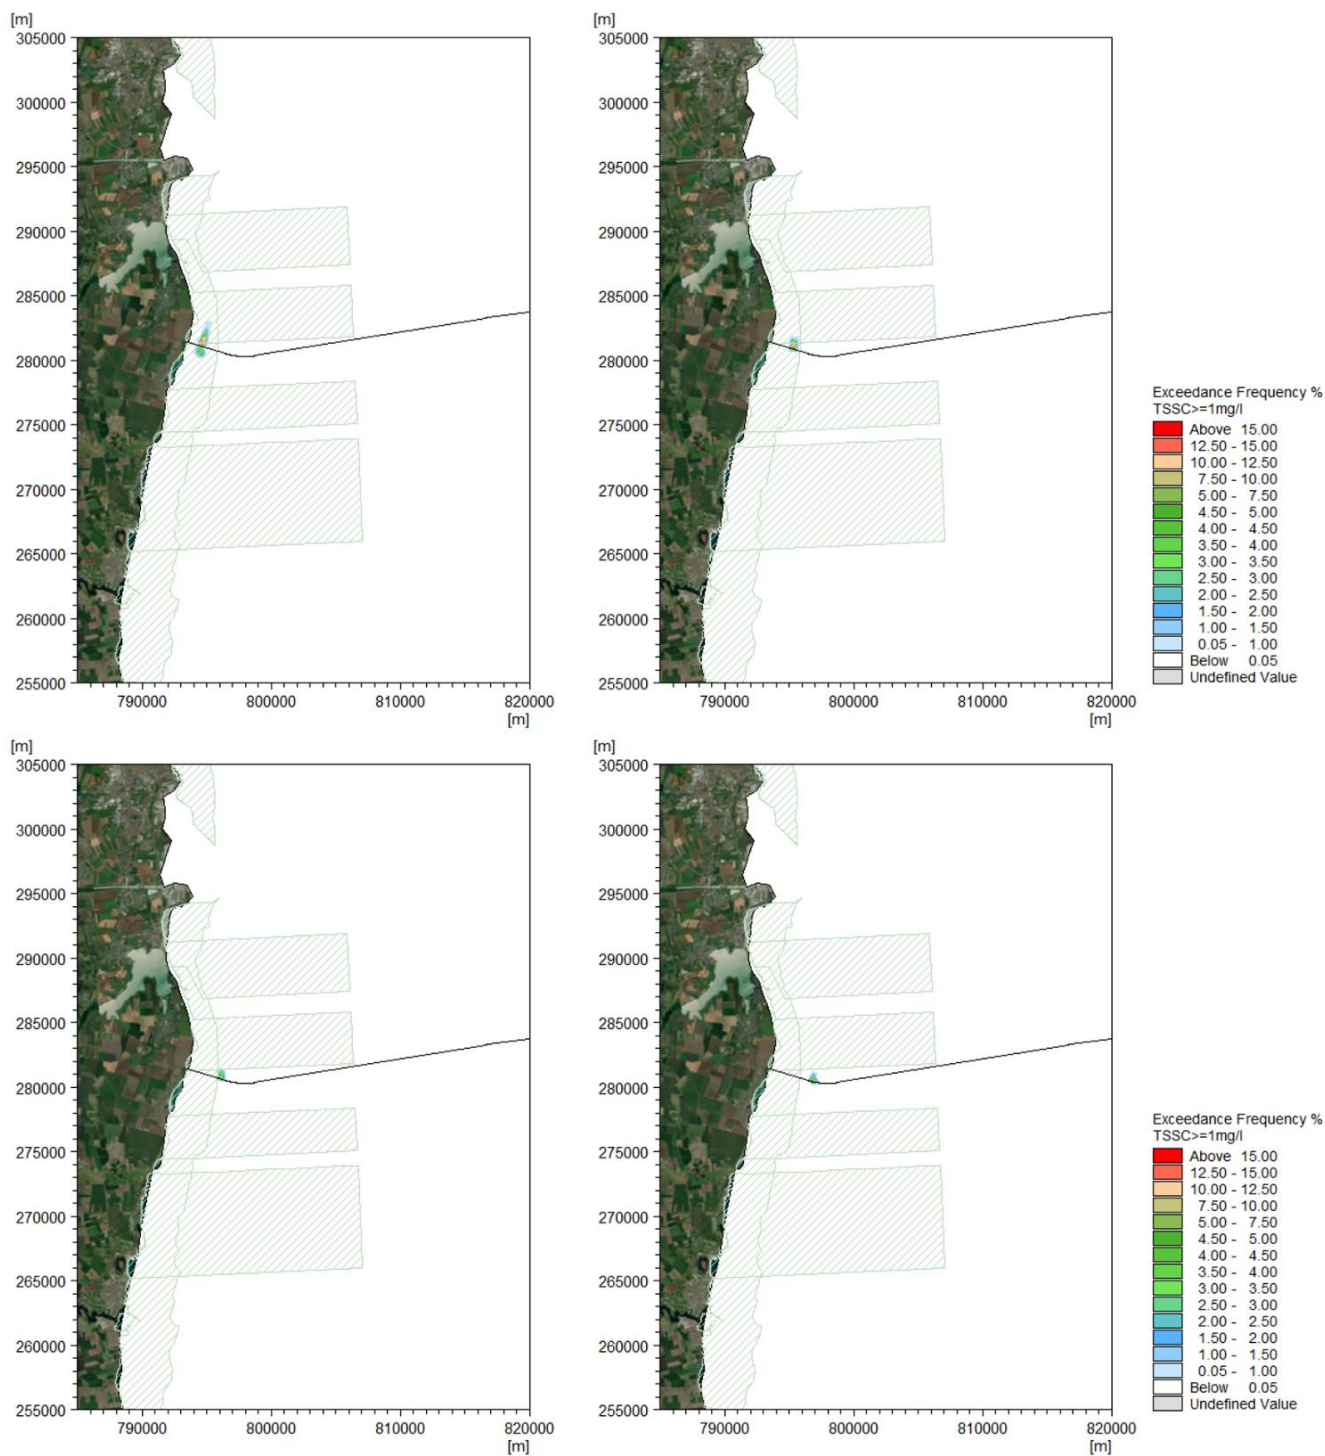 [m]
305000
300000
295000
290000
285000
280000
275000
270000
265000
260000
255000
790000 800000 810000 820000
[m]
[m]
305000
300000
295000
290000
285000
280000
275000
270000
265000
260000
255000
790000 800000 810000 820000
[m]
Exceedance Frequency %
TSSC>=1mg/l
Above 15.00
12.50 - 15.00
10.00 - 12.50
7.50 - 10.00
5.00 - 7.50
4.50 - 5.00
4.00 - 4.50
3.50 - 4.00
3.00 - 3.50
2.50 - 3.00
2.00 - 2.50
1.50 - 2.00
1.00 - 1.50
0.05 - 1.00
Below 0.05
Undefined Value
[m]
305000
300000
295000
290000
285000
280000
275000
270000
265000
260000
255000
790000 800000 810000 820000
[m]
[m]
305000
300000
295000
290000
285000
280000
275000
270000
265000
260000
255000
790000 800000 810000 820000
[m]
Exceedance Frequency %
TSSC>=1mg/l
Above 15.00
12.50 - 15.00
10.00 - 12.50
7.50 - 10.00
5.00 - 7.50
4.50 - 5.00
4.00 - 4.50
3.50 - 4.00
3.00 - 3.50
2.50 - 3.00
2.00 - 2.50
1.50 - 2.00
1.00 - 1.50
0.05 - 1.00
Below 0.05
Undefined Value